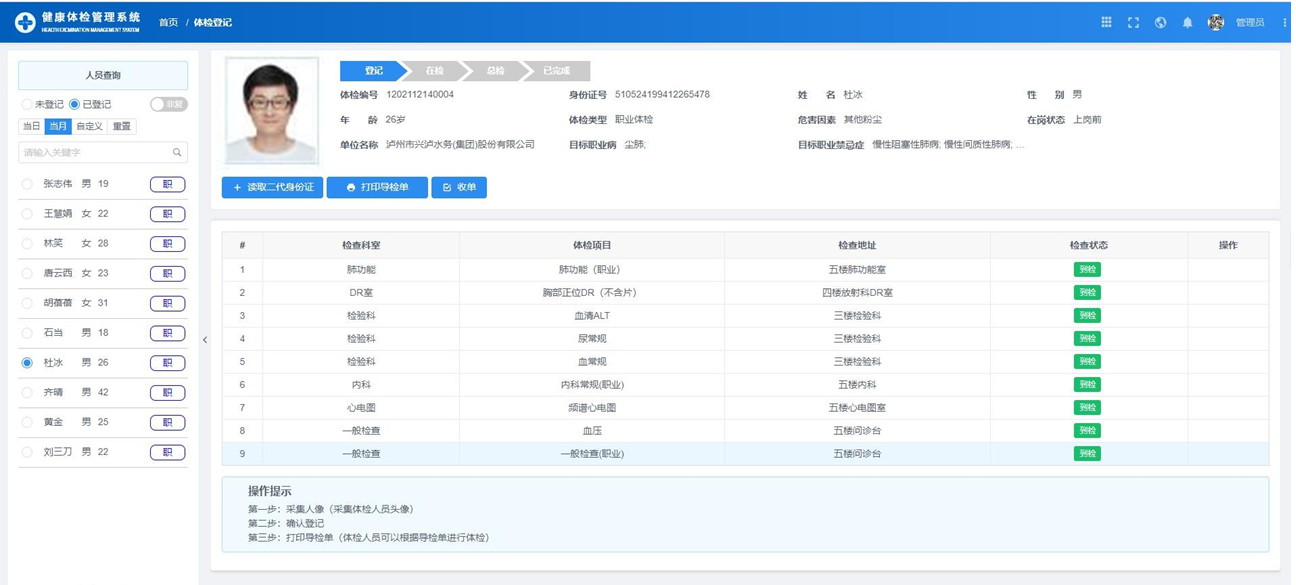 健康体检管理系统 首页 / 体检登记 管理员
HEALTH EXEMINATION MANAGEMENT SYSTEM
人员查询
未登记 已登记 非复
当日 当月 自定义 重置
请输入关键字
张志伟 男 19 职
王慧娟 女 22 职
林笑 女 28 职
唐云西 女 23 职
胡蓓蓓 女 31 职
石当 男 18 职
杜冰 男 26 职
齐晴 男 42 职
黄金 男 25 职
刘三刀 男 22 职
登记 在检 总检 已完成
体检编号 1202112140004 身份证号 510524199412265478 姓 名 杜冰 性 别 男
年 龄 26岁 体检类型 职业体检 危害因素 其他粉尘 在岗状态 上岗前
单位名称 泸州市兴泸水务(集团)股份有限公司 目标职业病 尘肺; 目标职业禁忌症 慢性阻塞性肺病; 慢性间质性肺病; ...
+ 读取二代身份证 打印导检单 收单
# 检查科室 体检项目 检查地址 检查状态 操作
1 肺功能 肺功能（职业） 五楼肺功能室 到检
2 DR室 胸部正位DR（不含片） 四楼放射科DR室 到检
3 检验科 血清ALT 三楼检验科 到检
4 检验科 尿常规 三楼检验科 到检
5 检验科 血常规 三楼检验科 到检
6 内科 内科常规(职业) 五楼内科 到检
7 心电图 频谱心电图 五楼心电图室 到检
8 一般检查 血压 五楼问诊台 到检
9 一般检查 一般检查(职业) 五楼问诊台 到检
操作提示
第一步：采集人像（采集体检人员头像）
第二步：确认登记
第三步：打印导检单（体检人员可以根据导检单进行体检）